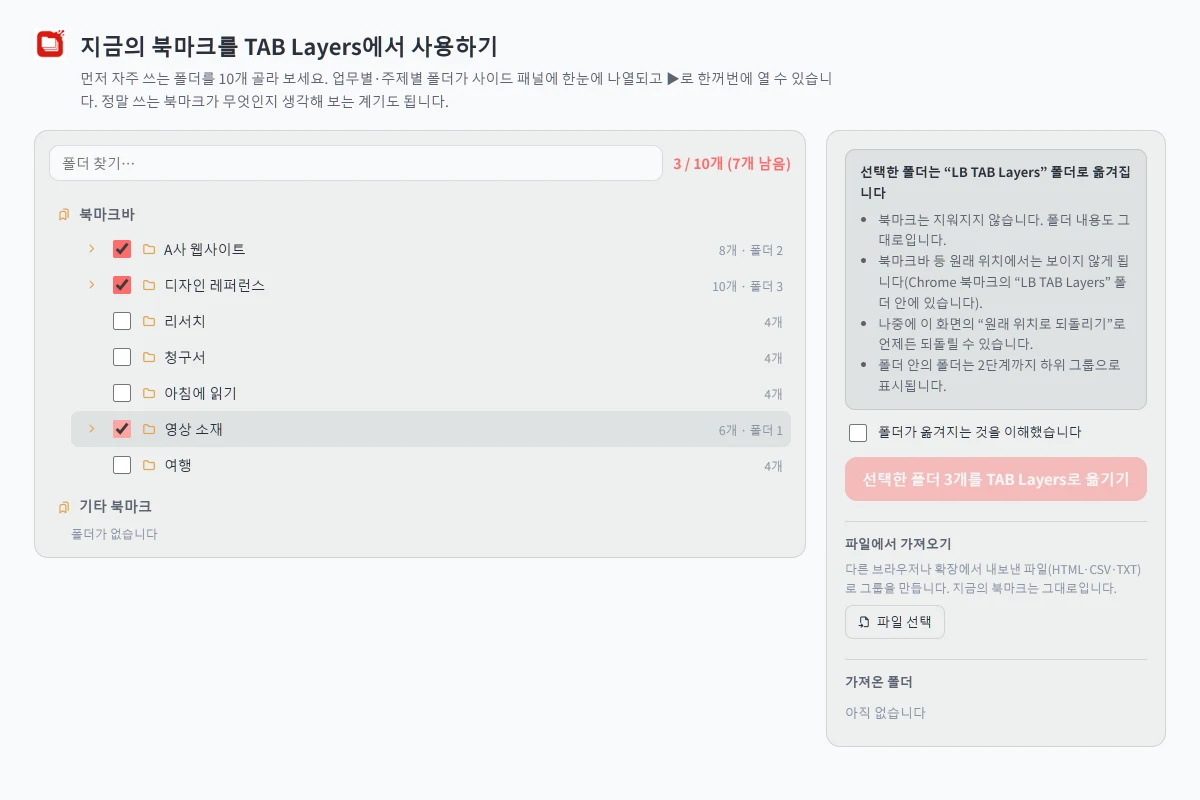 지금의 북마크를 TAB Layers에서 사용하기
먼저 자주 쓰는 폴더를 10개 골라 보세요. 업무별·주제별 폴더가 사이드 패널에 한눈에 나열되고 ▶로 한꺼번에 열 수 있습니
다. 정말 쓰는 북마크가 무엇인지 생각해 보는 계기도 됩니다.
폴더 찾기…
3 / 10개 (7개 남음)
북마크바
A사 웹사이트
8개 · 폴더 2
디자인 레퍼런스
10개 · 폴더 3
리서치
4개
청구서
4개
아침에 읽기
4개
영상 소재
6개 · 폴더 1
여행
4개
기타 북마크
폴더가 없습니다
선택한 폴더는 “LB TAB Layers” 폴더로 옮겨집
니다
• 북마크는 지워지지 않습니다. 폴더 내용도 그
대로입니다.
• 북마크바 등 원래 위치에서는 보이지 않게 됩
니다(Chrome 북마크의 “LB TAB Layers” 폴
더 안에 있습니다).
• 나중에 이 화면의 “원래 위치로 되돌리기”로
언제든 되돌릴 수 있습니다.
• 폴더 안의 폴더는 2단계까지 하위 그룹으로
표시됩니다.
폴더가 옮겨지는 것을 이해했습니다
선택한 폴더 3개를 TAB Layers로 옮기기
파일에서 가져오기
다른 브라우저나 확장에서 내보낸 파일(HTML·CSV·TXT)
로 그룹을 만듭니다. 지금의 북마크는 그대로입니다.
파일 선택
가져온 폴더
아직 없습니다